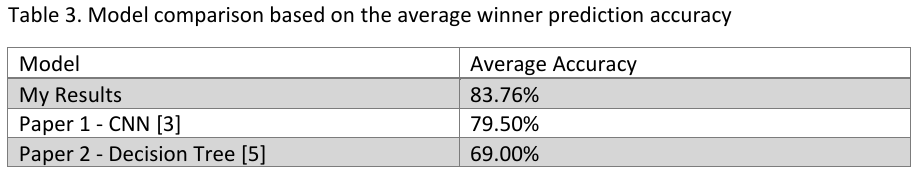 Table 3. Model comparison based on the average winner prediction accuracy
Model Average Accuracy
My Results 83.76%
Paper 1 - CNN [3] 79.50%
Paper 2 - Decision Tree [5] 69.00%